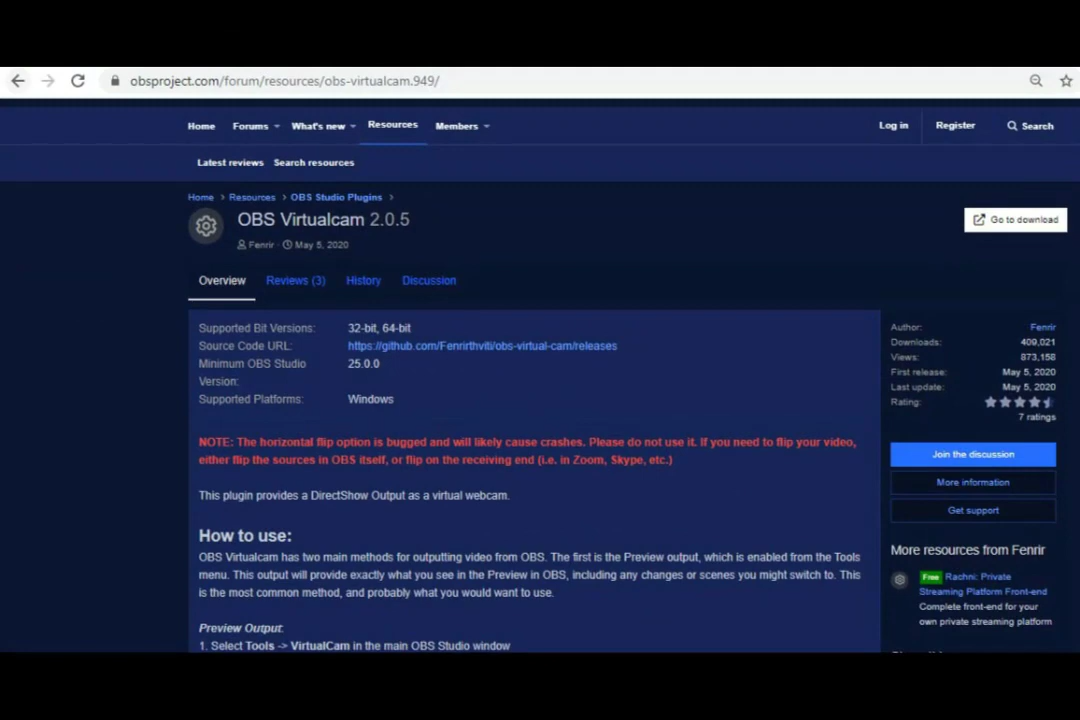 obsproject.com/forum/resources/obs-virtualcam.949/
Home Forums What's new Resources Members Log in Register Search
Latest reviews Search resources
Home > Resources > OBS Studio Plugins >
OBS Virtualcam 2.0.5
Go to download
Fenrir · May 5, 2020
Overview Reviews (3) History Discussion
Supported Bit Versions: 32-bit, 64-bit
Source Code URL: https://github.com/Fenrirthviti/obs-virtual-cam/releases
Minimum OBS Studio 25.0.0
Version:
Supported Platforms: Windows
NOTE: The horizontal flip option is bugged and will likely cause crashes. Please do not use it. If you need to flip your video,
either flip the sources in OBS itself, or flip on the receiving end (i.e. in Zoom, Skype, etc.)
This plugin provides a DirectShow Output as a virtual webcam.
How to use:
OBS Virtualcam has two main methods for outputting video from OBS. The first is the Preview output, which is enabled from the Tools
menu. This output will provide exactly what you see in the Preview in OBS, including any changes or scenes you might switch to. This
is the most common method, and probably what you would want to use.
Preview Output:
1. Select Tools -> VirtualCam in the main OBS Studio window
Author: Fenrir
Downloads: 409,021
Views: 873,158
First release: May 5, 2020
Last update: May 5, 2020
Rating:
7 ratings
Join the discussion
More information
Get support
More resources from Fenrir
Free Rachni: Private
Streaming Platform Front-end
Complete front-end for your
own private streaming platform